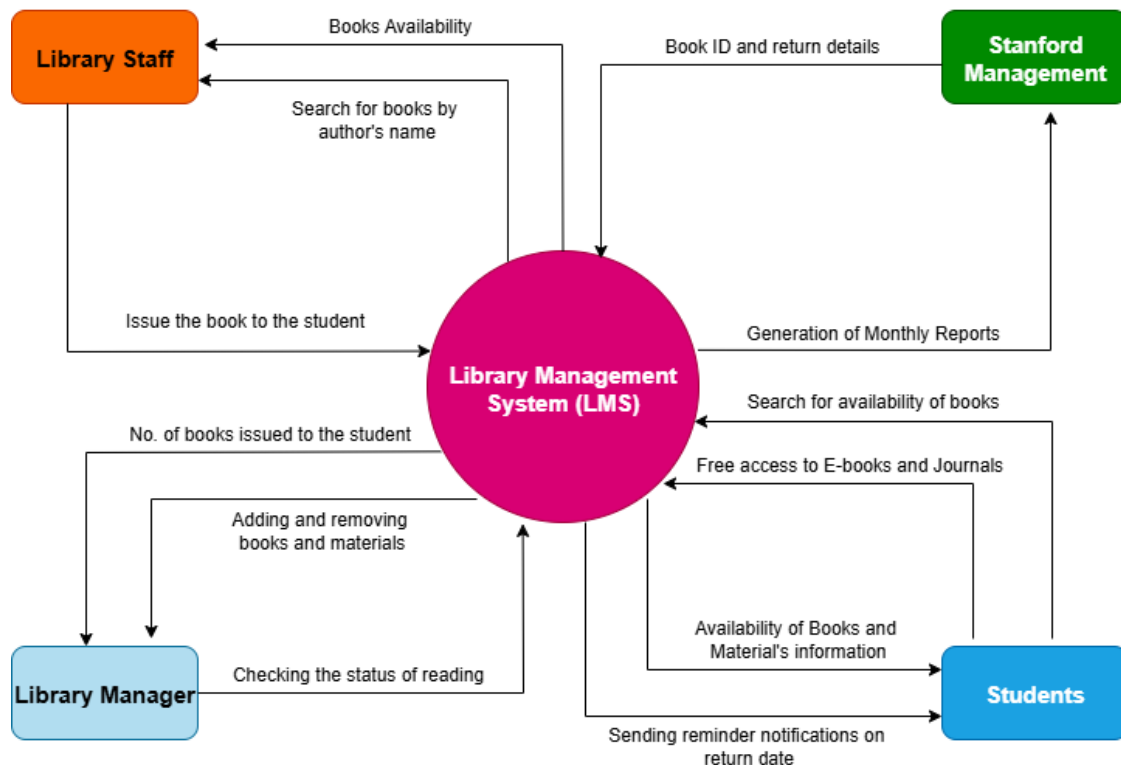 Library Staff
Books Availability
Search for books by
author's name
Book ID and return details
Stanford
Management
Issue the book to the student
Generation of Monthly Reports
Library Management
System (LMS)
Search for availability of books
No. of books issued to the student
Free access to E-books and Journals
Adding and removing
books and materials
Availability of Books and
Material's information
Library Manager
Checking the status of reading
Students
Sending reminder notifications on
return date